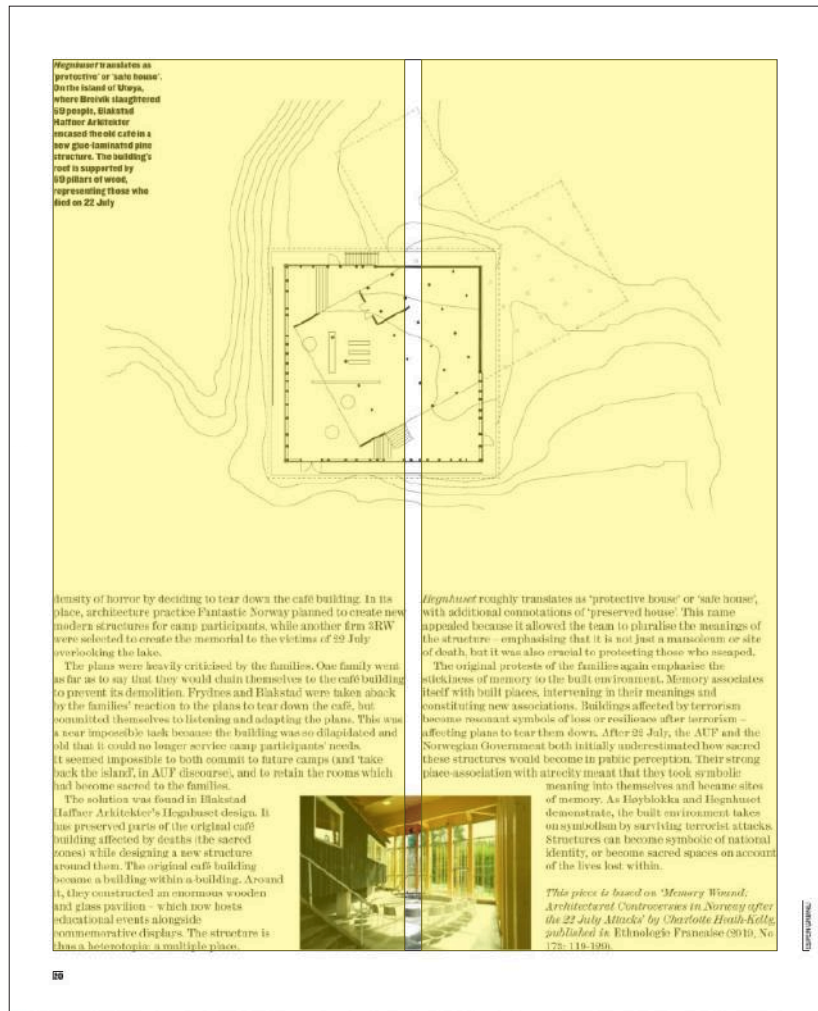 Hegnhuset translates as
'protective' or 'safe house'.
On the island of Utøya,
where Breivik slaughtered
69 people, Blakstad
Haffner Arkitekter
encased the old café in a
new glue-laminated pine
structure. The building's
roof is supported by
69 pillars of wood,
representing those who
died on 22 July
density of horror by deciding to tear down the café building. In its
place, architecture practice Fantastic Norway planned to create new
modern structures for camp participants, while another firm 3RW
were selected to create the memorial to the victims of 22 July
overlooking the lake.
The plans were heavily criticised by the families. One family went
as far as to say that they would chain themselves to the café building
to prevent its demolition. Frydnes and Blakstad were taken aback
by the families' reaction to the plans to tear down the café, but
committed themselves to listening and adapting the plans. This was
a near impossible task because the building was so dilapidated and
old that it could no longer service camp participants' needs.
It seemed impossible to both commit to future camps (and 'take
back the island', in AUF discourse), and to retain the rooms which
had become sacred to the families.
The solution was found in Blakstad
Haffner Arkitekter's Hegnhuset design. It
has preserved parts of the original café
building affected by deaths (the sacred
zones) while designing a new structure
around them. The original café building
became a building-within-a-building. Around
it, they constructed an enormous wooden
and glass pavilion – which now hosts
educational events alongside
commemorative displays. The structure is
thus a heterotopia: a multiple place.
Hegnhuset roughly translates as 'protective house' or 'safe house',
with additional connotations of 'preserved house'. This name
appealed because it allowed the team to pluralise the meanings of
the structure – emphasising that it is not just a mausoleum or site
of death, but it was also crucial to protecting those who escaped.
The original protests of the families again emphasise the
stickiness of memory to the built environment. Memory associates
itself with built places, intervening in their meanings and
constituting new associations. Buildings affected by terrorism
become resonant symbols of loss or resilience after terrorism –
affecting plans to tear them down. After 22 July, the AUF and the
Norwegian Government both initially underestimated how sacred
these structures would become in public perception. Their strong
place-association with atrocity meant that they took symbolic
meaning into themselves and became sites
of memory. As Høyblokka and Hegnhuset
demonstrate, the built environment takes
on symbolism by surviving terrorist attacks.
Structures can become symbolic of national
identity, or become sacred spaces on account
of the lives lost within.
This piece is based on 'Memory Wound:
Architectural Controversies in Norway after
the 22 July Attacks' by Charlotte Heath-Kelly,
published in Ethnologie Francaise (2019, No
173: 119-199).
20